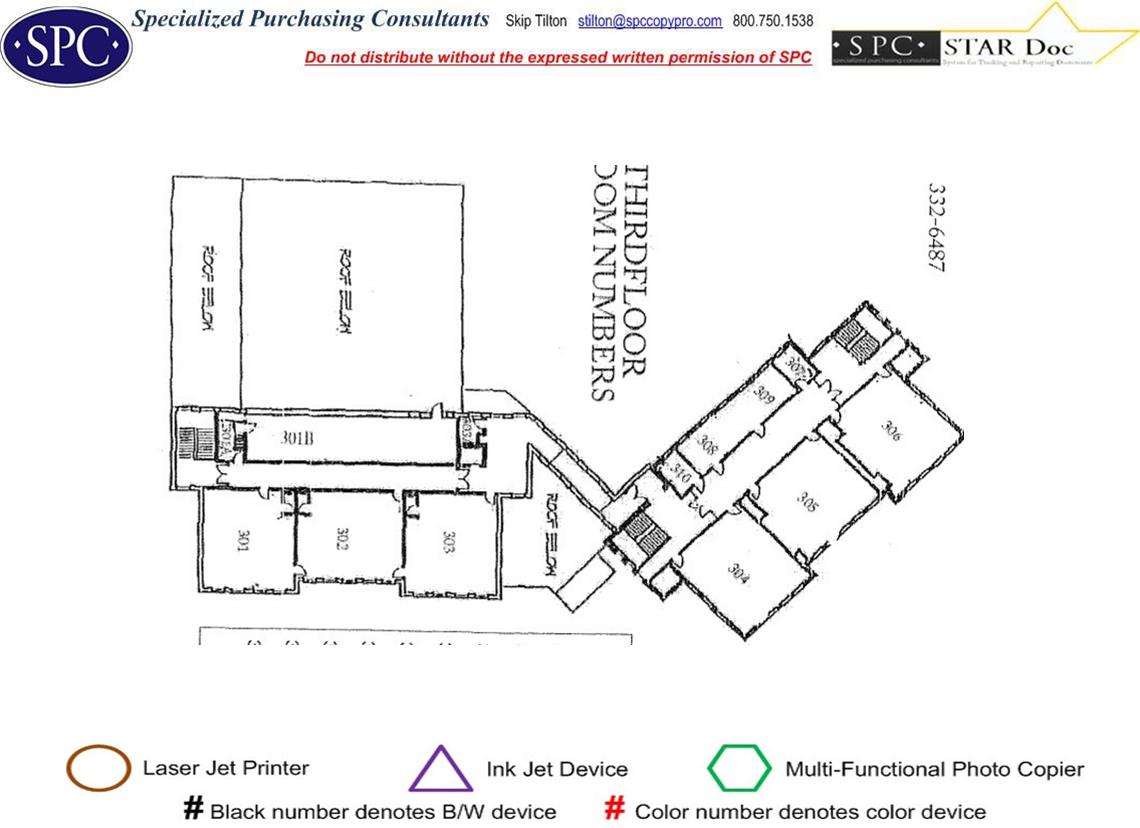 SPC
Specialized Purchasing Consultants Skip Tilton stilton@spccopypro.com 800.750.1538
Do not distribute without the expressed written permission of SPC
· SPC · STAR Doc
specialized purchasing consultants System for Tracking and Reporting Documents
THIRDFLOOR
OOM NUMBERS
332-6487
ROOF BELOW
ROOF BELOW
301A
301B
301
302
303
ROOF BELOW
307
309
308
310
306
305
304
Laser Jet Printer
Ink Jet Device
Multi-Functional Photo Copier
# Black number denotes B/W device
# Color number denotes color device